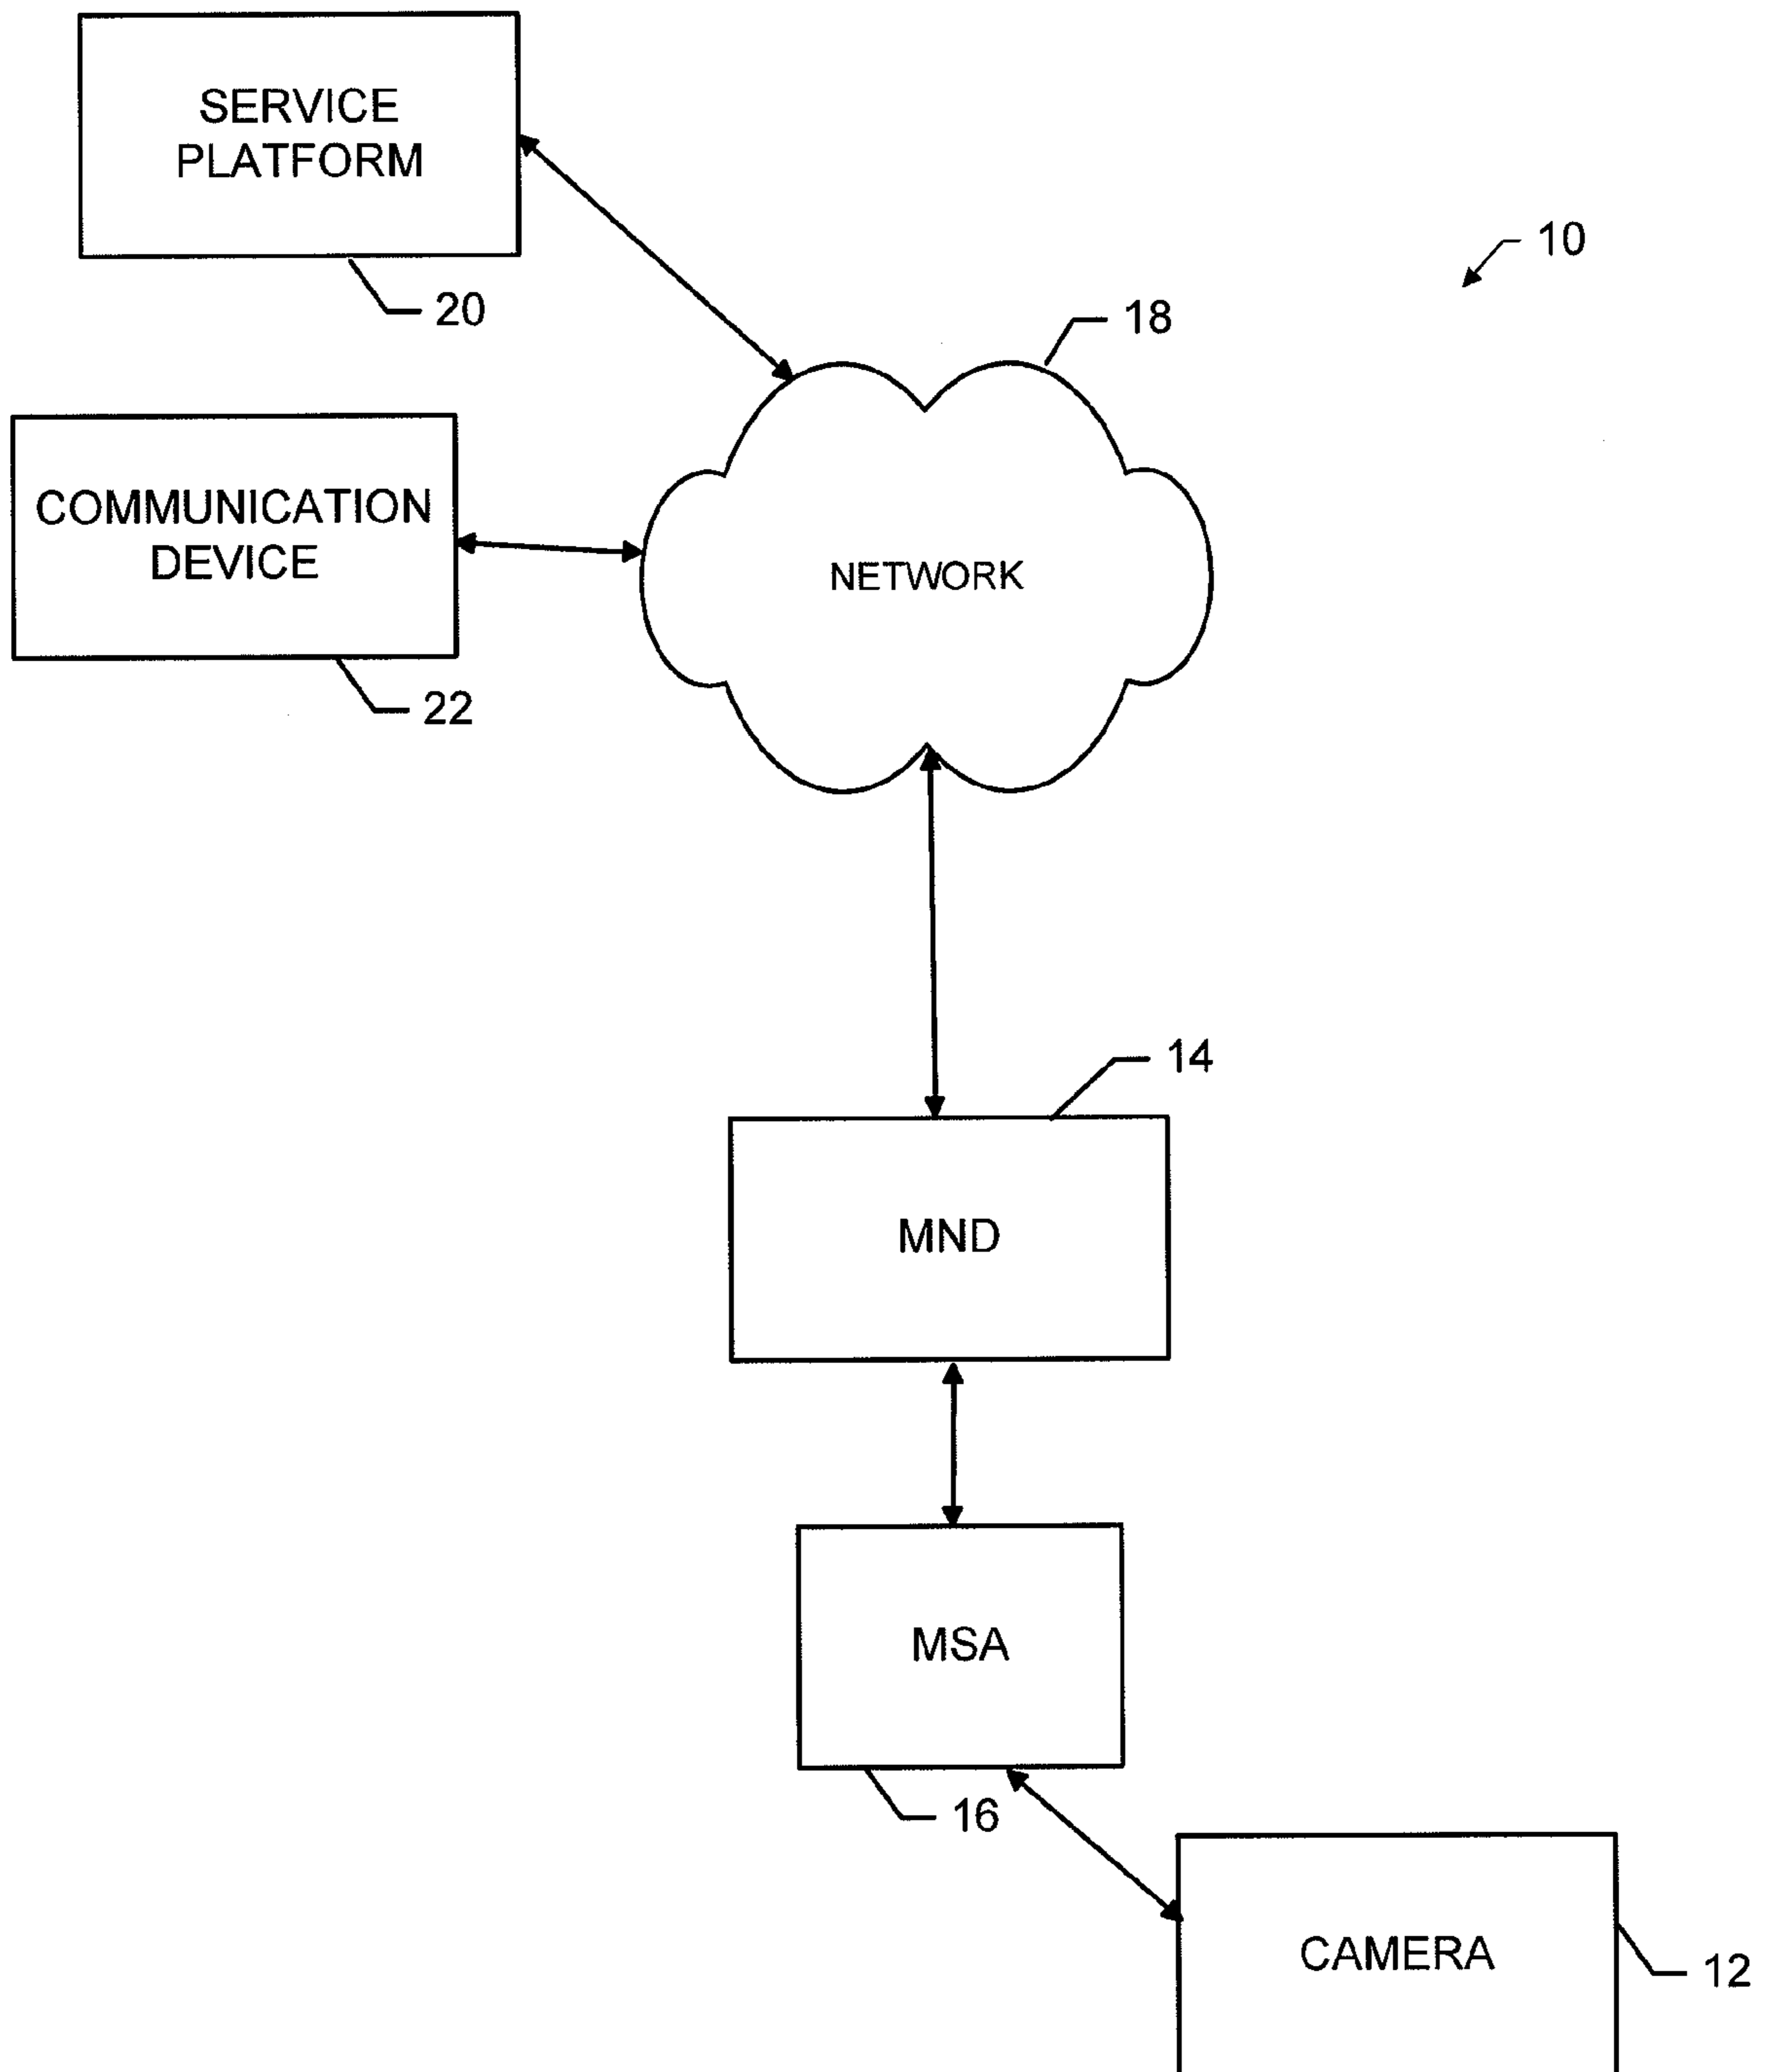 SERVICE
PLATFORM
20
10
18
COMMUNICATION
DEVICE
22
NETWORK
14
MND
MSA
16
CAMERA
12